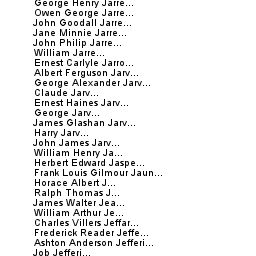 George Henry Jarre...
Owen George Jarre...
John Goodall Jarre...
Jane Minnie Jarre...
John Philip Jarre...
William Jarre...
Ernest Carlyle Jarro...
Albert Ferguson Jarv...
George Alexander Jarv...
Claude Jarv...
Ernest Haines Jarv...
George Jarv...
James Glashan Jarv...
Harry Jarv...
John James Jarv...
William Henry Ja...
Herbert Edward Jaspe...
Frank Louis Gilmour Jaun...
Horace Albert J...
Ralph Thomas J...
James Walter Jea...
William Arthur Je...
Charles Villers Jeffar...
Frederick Reader Jeffe...
Ashton Anderson Jefferi...
Job Jefferi...